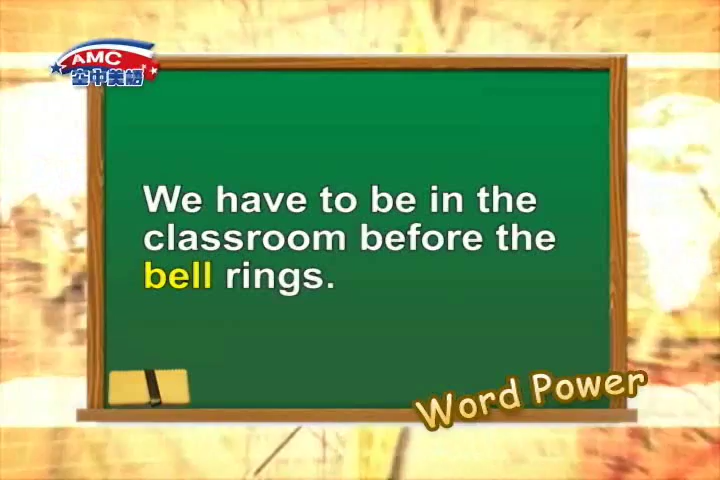 AMC
空中美語
We have to be in the
classroom before the
bell rings.
Word Power